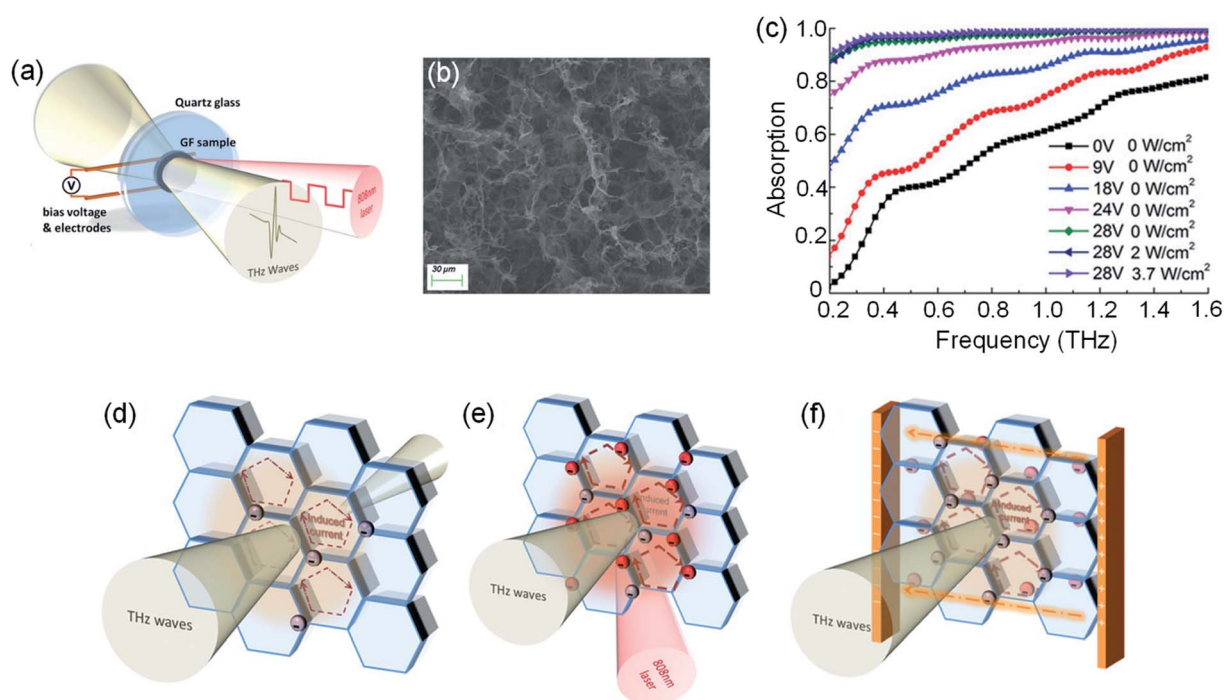 (a)
Quartz glass
GF sample
V
bias voltage
& electrodes
808nm
laser
THz Waves
(b)
30 μm
(c)
Absorption
1.0
0.8
0.6
0.4
0.2
0
0V 0 W/cm²
9V 0 W/cm²
18V 0 W/cm²
24V 0 W/cm²
28V 0 W/cm²
28V 2 W/cm²
28V 3.7 W/cm²
0.2 0.4 0.6 0.8 1.0 1.2 1.4 1.6
Frequency (THz)
(d)
Induced
current
THz waves
(e)
Induced
current
THz waves
808nm
laser
(f)
Induced
current
THz waves